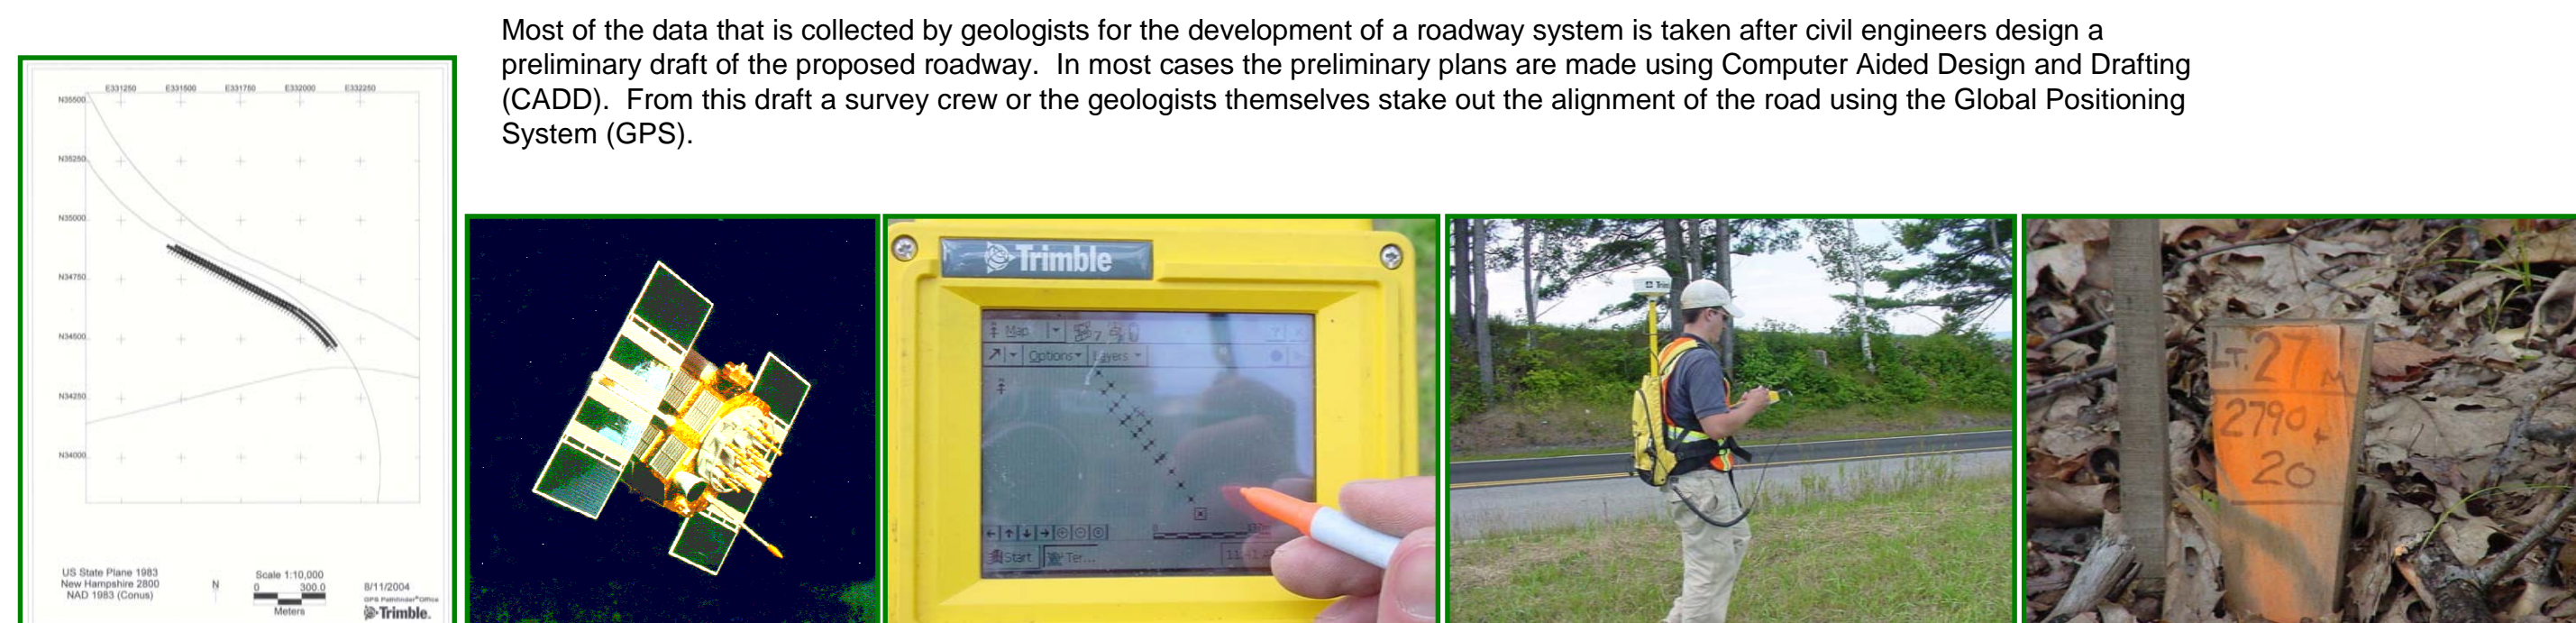 Most of the data that is collected by geologists for the development of a roadway system is taken after civil engineers design a
preliminary draft of the proposed roadway. In most cases the preliminary plans are made using Computer Aided Design and Drafting
(CADD). From this draft a survey crew or the geologists themselves stake out the alignment of the road using the Global Positioning
System (GPS).
E331250 E331500 E331750 E332000 E332250
N35500
N35250
N35000
N34750
N34500
N34250
N34000
US State Plane 1983
New Hampshire 2800
NAD 1983 (Conus)
N
Scale 1:10,000
0 300.0
Meters
8/11/2004
GPS Pathfinder® Office
Trimble.
Trimble
Map
Options Layers
Start Ter...
LT. 27 M
2790 +
20